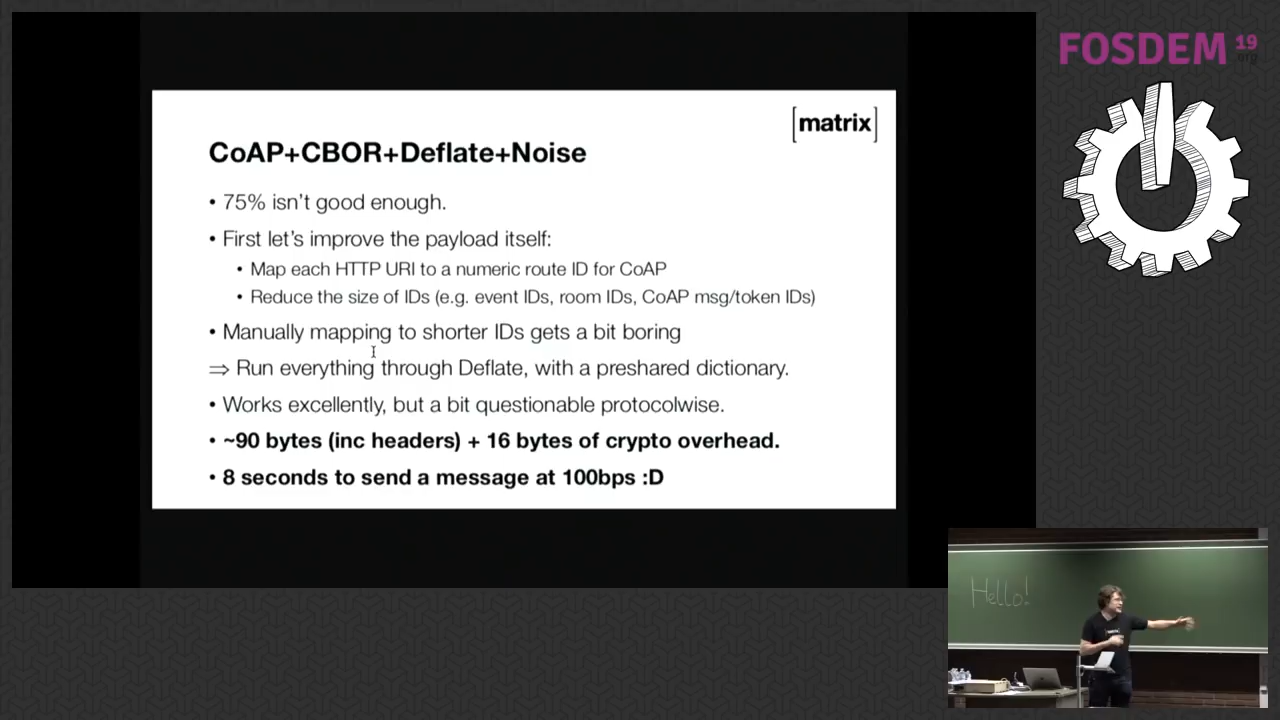 FOSDEM 19
.org
[matrix]
CoAP+CBOR+Deflate+Noise
• 75% isn't good enough.
• First let's improve the payload itself:
• Map each HTTP URI to a numeric route ID for CoAP
• Reduce the size of IDs (e.g. event IDs, room IDs, CoAP msg/token IDs)
• Manually mapping to shorter IDs gets a bit boring
⇒ Run everything through Deflate, with a preshared dictionary.
• Works excellently, but a bit questionable protocolwise.
• ~90 bytes (inc headers) + 16 bytes of crypto overhead.
• 8 seconds to send a message at 100bps :D
Hello!